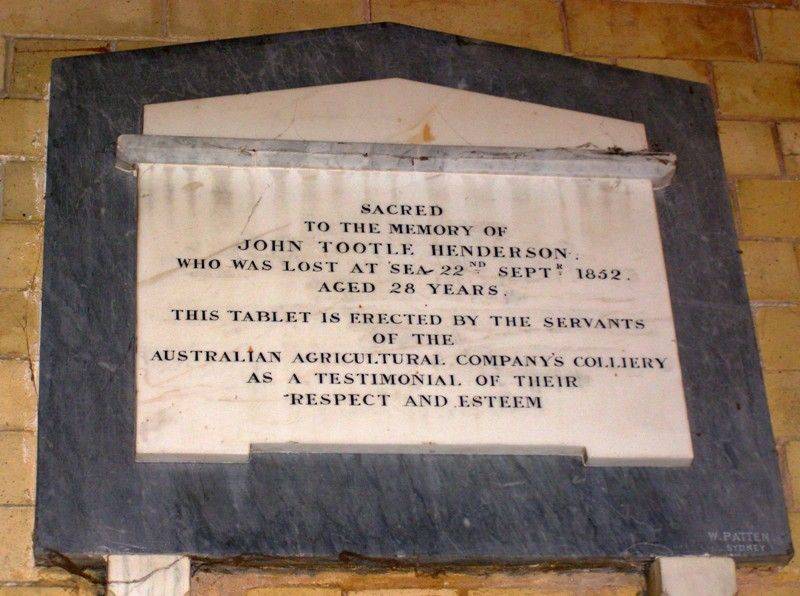 SACRED
TO THE MEMORY OF
JOHN TOOTLE HENDERSON.
WHO WAS LOST AT SEA 22ND SEPTR 1852.
AGED 28 YEARS.
THIS TABLET IS ERECTED BY THE SERVANTS
OF THE
AUSTRALIAN AGRICULTURAL COMPANY'S COLLIERY
AS A TESTIMONIAL OF THEIR
RESPECT AND ESTEEM
W. PATTEN
SYDNEY